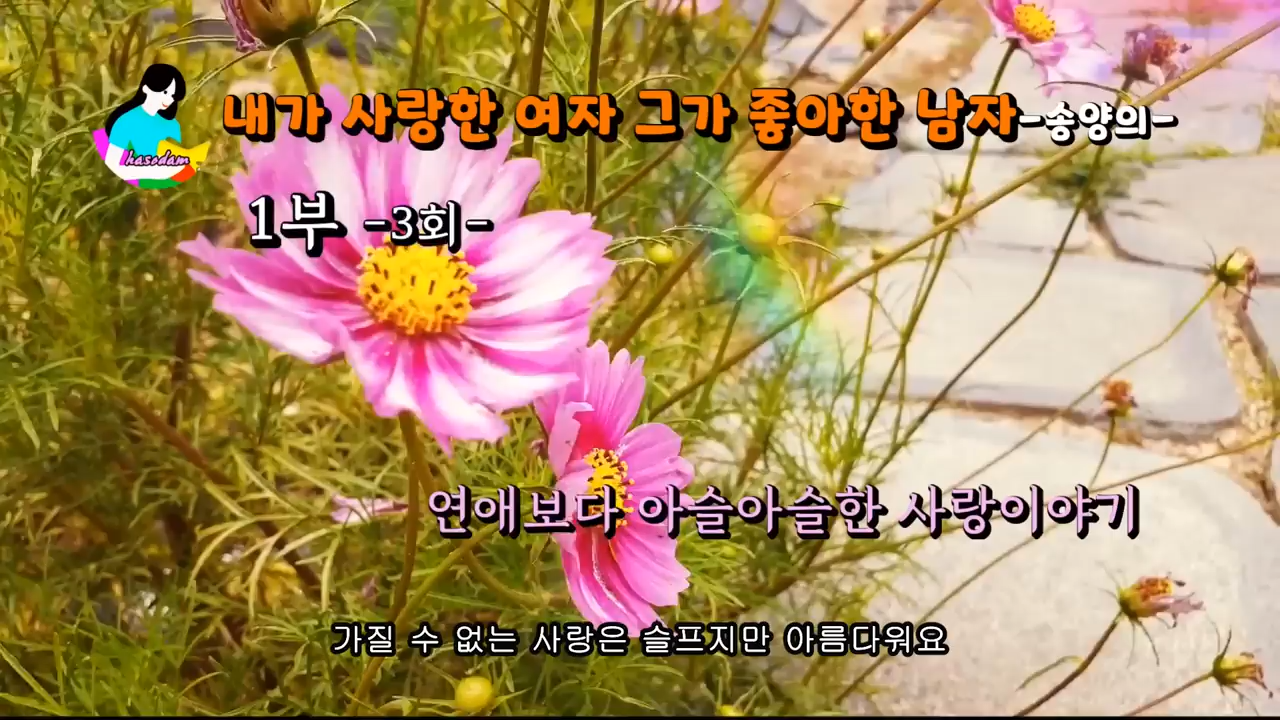 내가 사랑한 여자 그가 좋아한 남자-송양의-
hasodam
1부 -3회-
연애보다 아슬아슬한 사랑이야기
가질 수 없는 사랑은 슬프지만 아름다워요